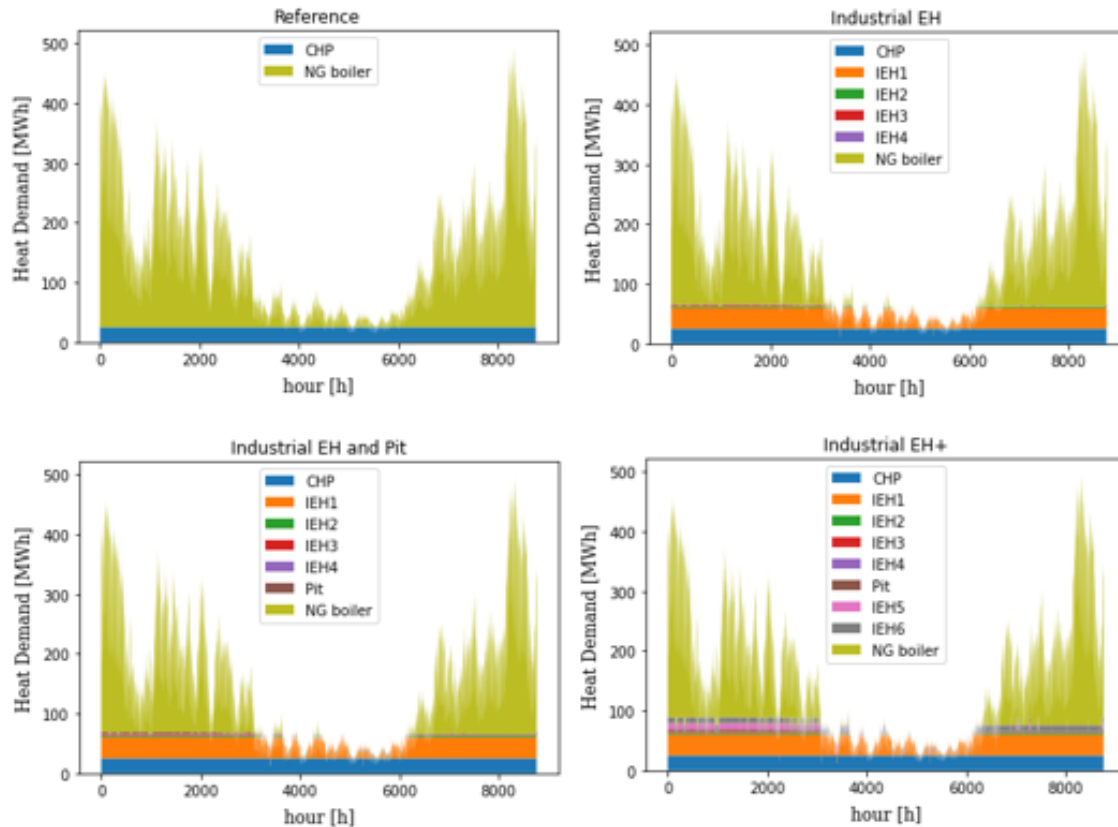 Reference
Heat Demand [MWh]
500
400
300
200
100
0
CHP
NG boiler
0 2000 4000 6000 8000
hour [h]
Industrial EH
Heat Demand [MWh]
500
400
300
200
100
0
CHP
IEH1
IEH2
IEH3
IEH4
NG boiler
0 2000 4000 6000 8000
hour [h]
Industrial EH and Pit
Heat Demand [MWh]
500
400
300
200
100
0
CHP
IEH1
IEH2
IEH3
IEH4
Pit
NG boiler
0 2000 4000 6000 8000
hour [h]
Industrial EH+
Heat Demand [MWh]
500
400
300
200
100
0
CHP
IEH1
IEH2
IEH3
IEH4
Pit
IEH5
IEH6
NG boiler
0 2000 4000 6000 8000
hour [h]